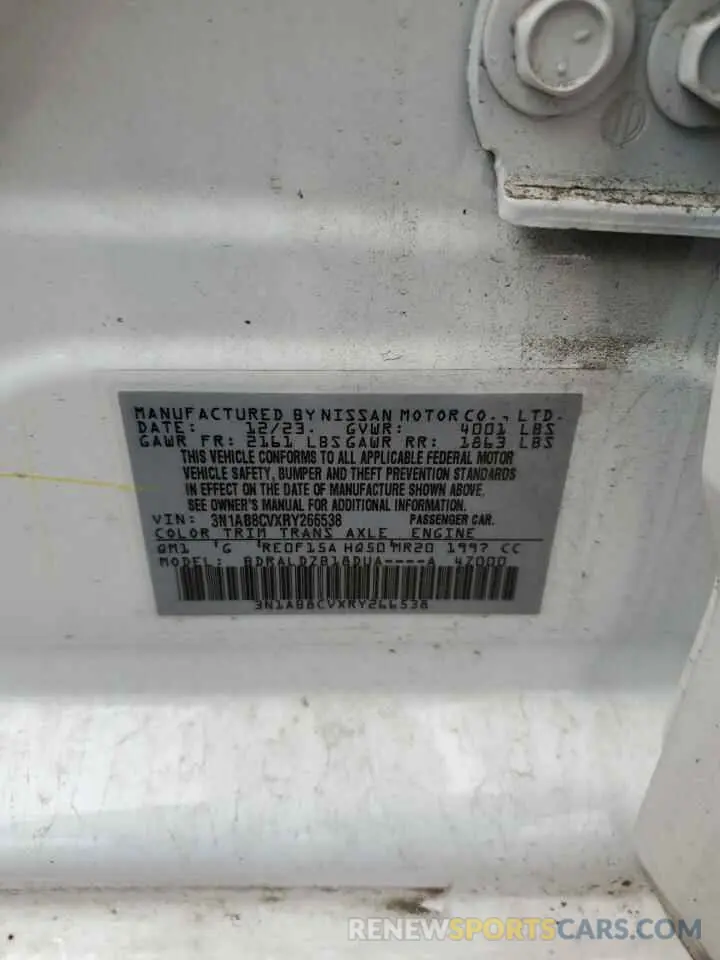 MANUFACTURED BY NISSAN MOTOR CO., LTD.
DATE: 12/23. GVWR: 4001 LBS
GAWR FR: 2161 LBS GAWR RR: 1863 LBS
THIS VEHICLE CONFORMS TO ALL APPLICABLE FEDERAL MOTOR
VEHICLE SAFETY, BUMPER AND THEFT PREVENTION STANDARDS
IN EFFECT ON THE DATE OF MANUFACTURE SHOWN ABOVE.
SEE OWNER'S MANUAL FOR ADDITIONAL INFORMATION.
VIN: 3N1AB8CVXRY266538 PASSENGER CAR.
COLOR TRIM TRANS AXLE ENGINE
QM1 'G 'RE0F15A HQ50 'MR20 1997 CC
MODEL: BDRALDZB18DUA----A 4Z000
3N1AB8CVXRY266538
RENEWSPORTSCARS.COM